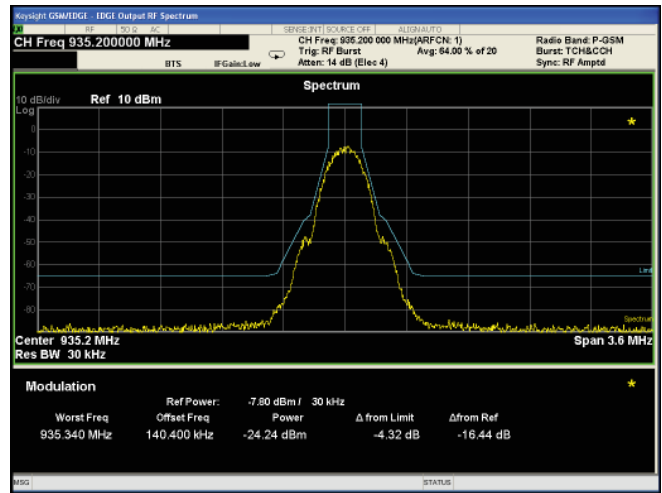 Keysight GSM/EDGE - EDGE Output RF Spectrum
RF 50 Ω AC SENSE:INT SOURCE OFF ALIGNAUTO
CH Freq 935.200000 MHz
CH Freq: 935.200 000 MHz(ARFCN: 1)
Radio Band: P-GSM
Trig: RF Burst
Avg: 64.00 % of 20
Burst: TCH&CCH
BTS
IFGain:Low
Atten: 14 dB (Elec 4)
Sync: RF Amptd
Spectrum
10 dB/div
Ref 10 dBm
Log
0
-10
-20
-30
-40
-50
-60
Limit
-70
-80
Spectrum
Center 935.2 MHz
Span 3.6 MHz
Res BW 30 kHz
Modulation
Ref Power: -7.80 dBm / 30 kHz
Worst Freq Offset Freq Power Δ from Limit Δfrom Ref
935.340 MHz 140.400 kHz -24.24 dBm -4.32 dB -16.44 dB
MSG
STATUS